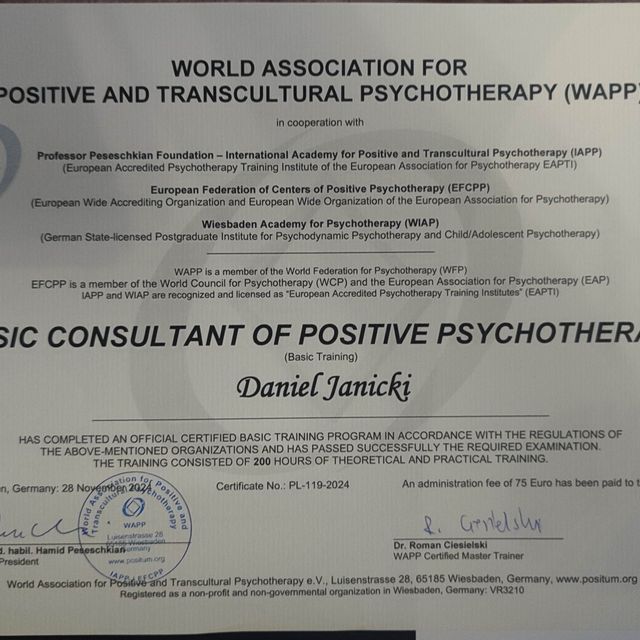 WORLD ASSOCIATION FOR
POSITIVE AND TRANSCULTURAL PSYCHOTHERAPY (WAPP)
in cooperation with
Professor Peseschkian Foundation – International Academy for Positive and Transcultural Psychotherapy (IAPP)
(European Accredited Psychotherapy Training Institute of the European Association for Psychotherapy EAPTI)
European Federation of Centers of Positive Psychotherapy (EFCPP)
(European Wide Accrediting Organization and European Wide Organization of the European Association for Psychotherapy)
Wiesbaden Academy for Psychotherapy (WIAP)
(German State-licensed Postgraduate Institute for Psychodynamic Psychotherapy and Child/Adolescent Psychotherapy)
WAPP is a member of the World Federation for Psychotherapy (WFP)
EFCPP is a member of the World Council for Psychotherapy (WCP) and the European Association for Psychotherapy (EAP)
IAPP and WIAP are recognized and licensed as "European Accredited Psychotherapy Training Institutes" (EAPTI)
SIC CONSULTANT OF POSITIVE PSYCHOTHERA
(Basic Training)
Daniel Janicki
HAS COMPLETED AN OFFICIAL CERTIFIED BASIC TRAINING PROGRAM IN ACCORDANCE WITH THE REGULATIONS OF
THE ABOVE-MENTIONED ORGANIZATIONS AND HAS PASSED SUCCESSFULLY THE REQUIRED EXAMINATION.
THE TRAINING CONSISTED OF 200 HOURS OF THEORETICAL AND PRACTICAL TRAINING.
n, Germany: 28 November 2024
Certificate No.: PL-119-2024
An administration fee of 75 Euro has been paid to t
World Association for Positive and
Transcultural Psychotherapy
WAPP
Luisenstrasse 28
65185 Wiesbaden
Germany
www.positum.org
IAPP / EFCPP
R. Ciesielski
d. habil. Hamid Peseschkian
President
Dr. Roman Ciesielski
WAPP Certified Master Trainer
World Association for Positive and Transcultural Psychotherapy e.V., Luisenstrasse 28, 65185 Wiesbaden, Germany, www.positum.org
Registered as a non-profit and non-governmental organization in Wiesbaden, Germany: VR3210